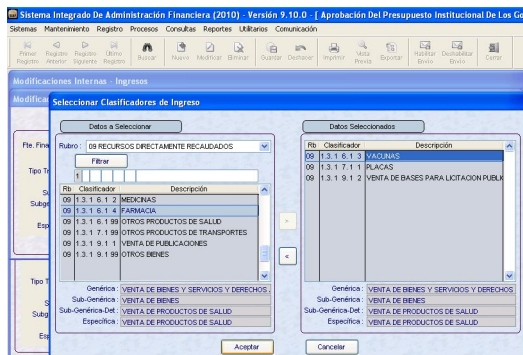 Sistema Integrado De Administración Financiera (2010) - Versión 9.10.0 - [ Aprobación Del Presupuesto Institucional De Los Go
Sistemas Mantenimiento Registro Procesos Consultas Reportes Utilitarios Comunicación
Primer Registro Registro Anterior Registro Siguiente Último Registro Buscar Nuevo Modificar Eliminar Guardar Deshacer Imprimir Vista Previa Exportar Habilitar Envio Deshabilitar Envio Cerrar
Modificaciones Internas - Ingresos
Modificac
Seleccionar Clasificadores de Ingreso
Datos a Seleccionar
Datos Seleccionados
Fte. Fina
Rubro : 09 RECURSOS DIRECTAMENTE RECAUDADOS
Filtrar
1
Rb Clasificador Descripción
09 1.3. 1 6. 1 2 MEDICINAS
09 1.3. 1 6. 1 4 FARMACIA
09 1.3. 1 6. 1 99 OTROS PRODUCTOS DE SALUD
09 1.3. 1 7. 1 99 OTROS PRODUCTOS DE TRANSPORTES
09 1.3. 1 9. 1 1 VENTA DE PUBLICACIONES
09 1.3. 1 9. 1 99 OTROS BIENES
Rb Clasificador Descripción
09 1.3. 1 6. 1 3 VACUNAS
09 1.3. 1 7. 1 1 PLACAS
09 1.3. 1 9. 1 2 VENTA DE BASES PARA LICITACION PUBLIC
>
<
Tipo Tr
Su
Subge
Esp
Genérica : VENTA DE BIENES Y SERVICIOS Y DERECHOS
Sub-Genérica : VENTA DE BIENES
Sub-Genérica-Det : VENTA DE PRODUCTOS DE SALUD
Específica : VENTA DE PRODUCTOS DE SALUD
Genérica : VENTA DE BIENES Y SERVICIOS Y DERECHOS
Sub-Genérica : VENTA DE BIENES
Sub-Genérica-Det : VENTA DE PRODUCTOS DE SALUD
Específica : VENTA DE PRODUCTOS DE SALUD
Tipo T
S
Subg
Esp
Aceptar
Cancelar